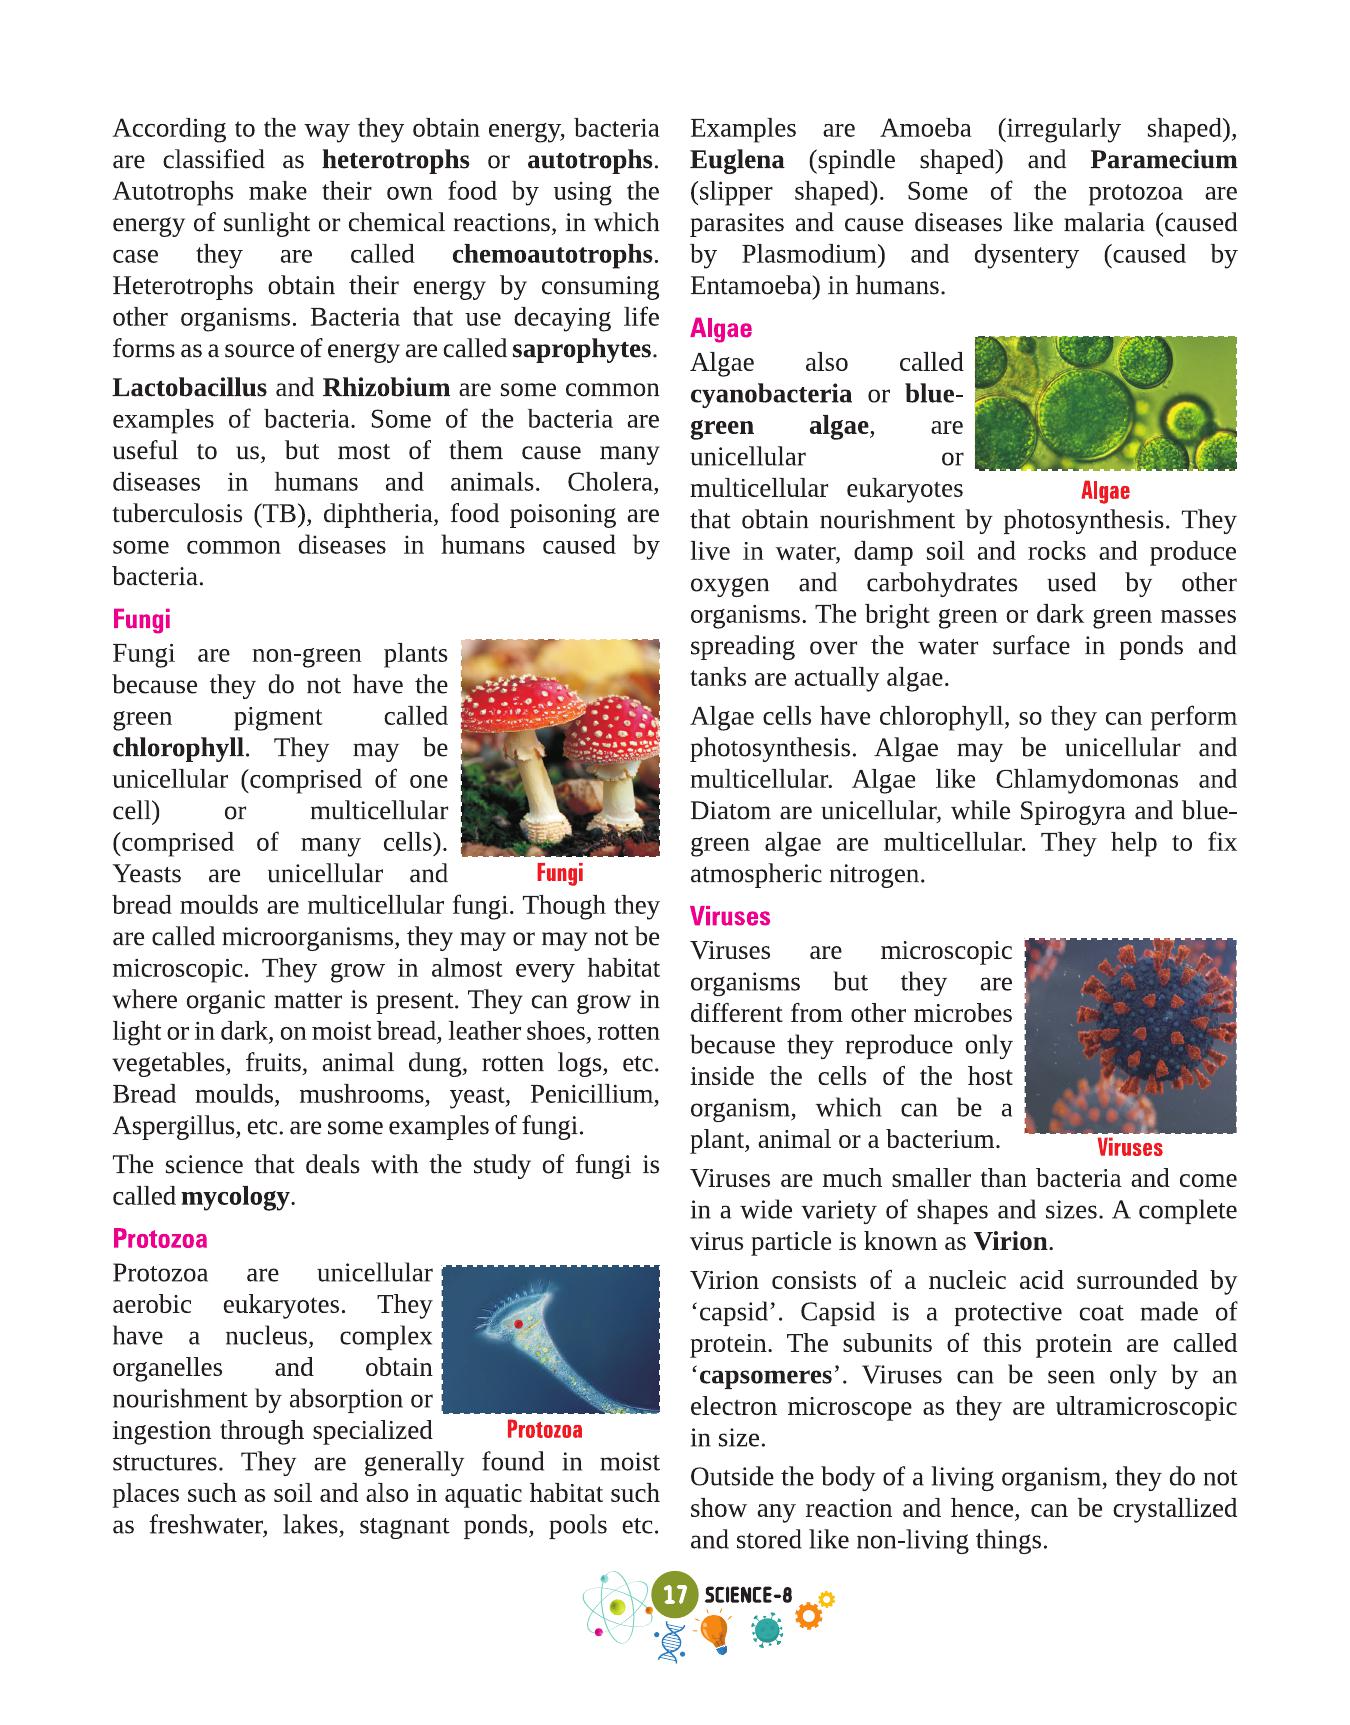 According to the way they obtain energy, bacteria
are classified as heterotrophs or autotrophs.
Autotrophs make their own food by using the
energy of sunlight or chemical reactions, in which
case they are called chemoautotrophs.
Heterotrophs obtain their energy by consuming
other organisms. Bacteria that use decaying life
forms as a source of energy are called saprophytes.
Lactobacillus and Rhizobium are some common
examples of bacteria. Some of the bacteria are
useful to us, but most of them cause many
diseases in humans and animals. Cholera,
tuberculosis (TB), diphtheria, food poisoning are
some common diseases in humans caused by
bacteria.
Fungi
Fungi are non-green plants
because they do not have the
green pigment called
chlorophyll. They may be
unicellular (comprised of one
cell) or multicellular
(comprised of many cells).
Yeasts are unicellular and
Fungi
bread moulds are multicellular fungi. Though they
are called microorganisms, they may or may not be
microscopic. They grow in almost every habitat
where organic matter is present. They can grow in
light or in dark, on moist bread, leather shoes, rotten
vegetables, fruits, animal dung, rotten logs, etc.
Bread moulds, mushrooms, yeast, Penicillium,
Aspergillus, etc. are some examples of fungi.
The science that deals with the study of fungi is
called mycology.
Protozoa
Protozoa are unicellular
aerobic eukaryotes. They
have a nucleus, complex
organelles and obtain
nourishment by absorption or
ingestion through specialized
Protozoa
structures. They are generally found in moist
places such as soil and also in aquatic habitat such
as freshwater, lakes, stagnant ponds, pools etc.
Examples are Amoeba (irregularly shaped),
Euglena (spindle shaped) and Paramecium
(slipper shaped). Some of the protozoa are
parasites and cause diseases like malaria (caused
by Plasmodium) and dysentery (caused by
Entamoeba) in humans.
Algae
Algae also called
cyanobacteria or blue-
green algae, are
unicellular or
multicellular eukaryotes
Algae
that obtain nourishment by photosynthesis. They
live in water, damp soil and rocks and produce
oxygen and carbohydrates used by other
organisms. The bright green or dark green masses
spreading over the water surface in ponds and
tanks are actually algae.
Algae cells have chlorophyll, so they can perform
photosynthesis. Algae may be unicellular and
multicellular. Algae like Chlamydomonas and
Diatom are unicellular, while Spirogyra and blue-
green algae are multicellular. They help to fix
atmospheric nitrogen.
Viruses
Viruses are microscopic
organisms but they are
different from other microbes
because they reproduce only
inside the cells of the host
organism, which can be a
plant, animal or a bacterium.
Viruses
Viruses are much smaller than bacteria and come
in a wide variety of shapes and sizes. A complete
virus particle is known as Virion.
Virion consists of a nucleic acid surrounded by
‘capsid’. Capsid is a protective coat made of
protein. The subunits of this protein are called
‘capsomeres’. Viruses can be seen only by an
electron microscope as they are ultramicroscopic
in size.
Outside the body of a living organism, they do not
show any reaction and hence, can be crystallized
and stored like non-living things.
17 SCIENCE-8